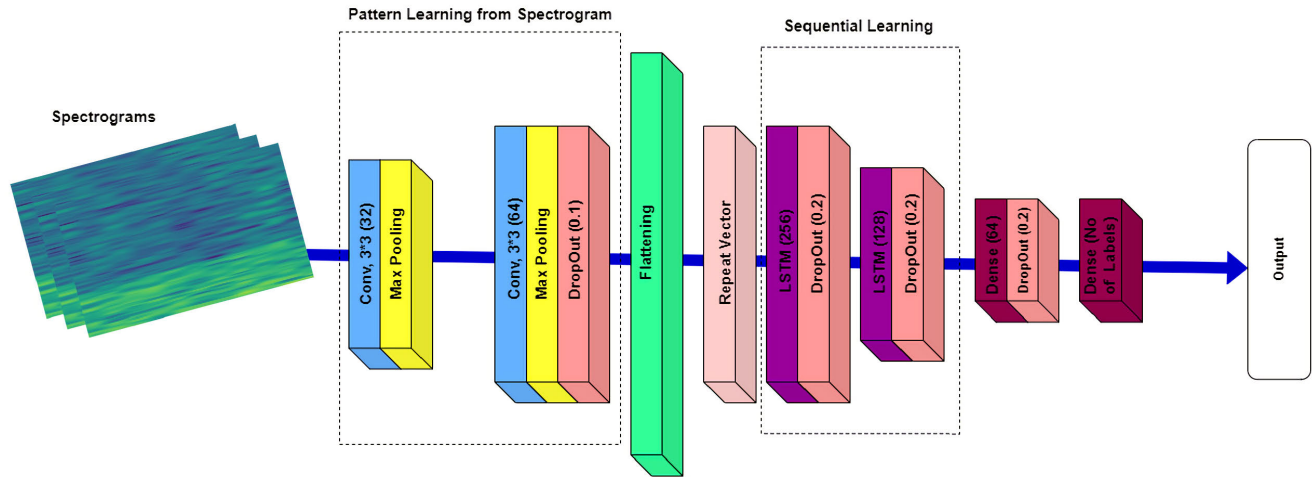 Pattern Learning from Spectrogram
Sequential Learning
Spectrograms
Conv, 3*3 (32)
Max Pooling
Conv, 3*3 (64)
Max Pooling
DropOut (0.1)
Flattening
Repeat Vector
LSTM (256)
DropOut (0.2)
LSTM (128)
DropOut (0.2)
Dense (64)
DropOut (0.2)
Dense (No
of Labels)
Output